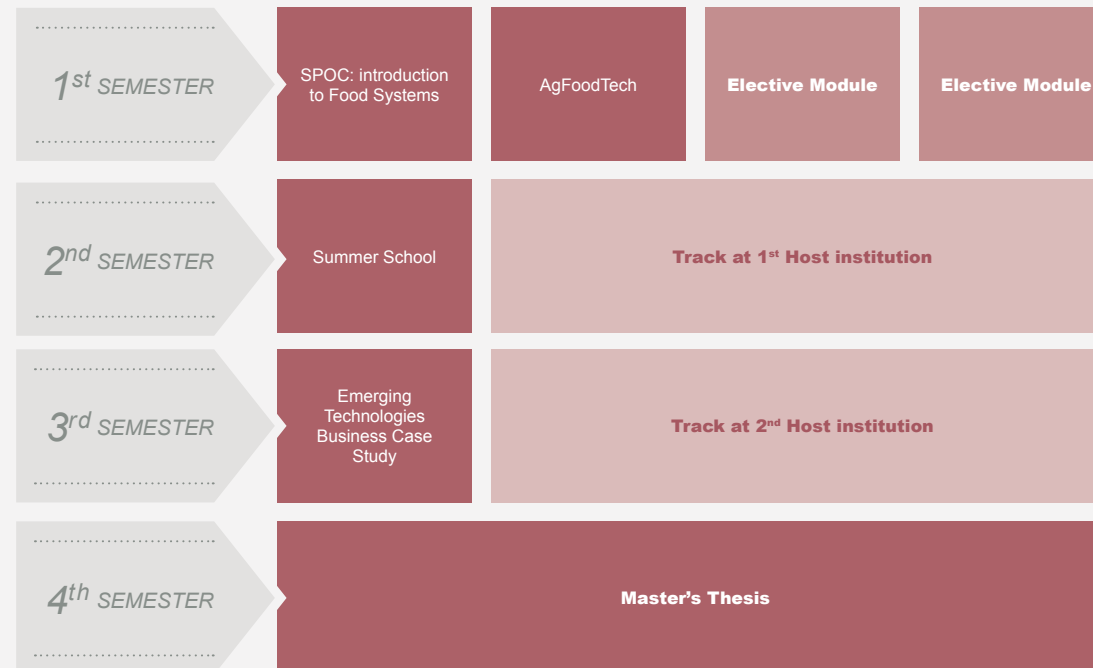 1st SEMESTER
SPOC: introduction
to Food Systems
AgFoodTech
Elective Module
Elective Module
2nd SEMESTER
Summer School
Track at 1st Host institution
3rd SEMESTER
Emerging
Technologies
Business Case
Study
Track at 2nd Host institution
4th SEMESTER
Master’s Thesis